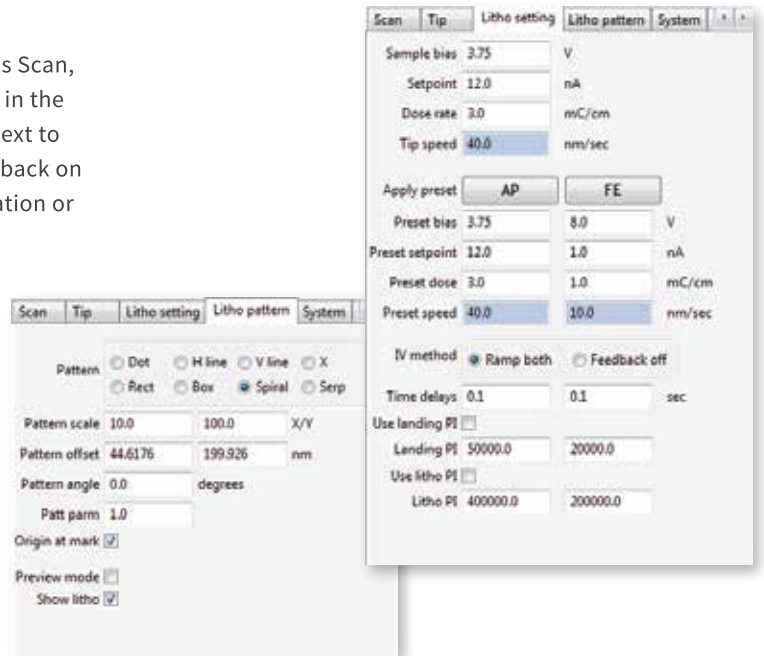 s Scan,
in the
ext to
back on
ation or
Scan Tip Litho setting Litho pattern System
Sample bias 3.75 V
Setpoint 12.0 nA
Dose rate 3.0 mC/cm
Tip speed 40.0 nm/sec
Apply preset AP FE
Preset bias 3.75 8.0 V
Preset setpoint 12.0 1.0 nA
Preset dose 3.0 1.0 mC/cm
Preset speed 40.0 10.0 nm/sec
IV method Ramp both Feedback off
Time delays 0.1 0.1 sec
Use landing PI
Landing PI 50000.0 20000.0
Use litho PI
Litho PI 400000.0 200000.0
Scan Tip Litho setting Litho pattern System
Pattern Dot H line V line X
Rect Box Spiral Serp
Pattern scale 10.0 100.0 X/Y
Pattern offset 44.6176 199.926 nm
Pattern angle 0.0 degrees
Patt parm 1.0
Origin at mark
Preview mode
Show litho